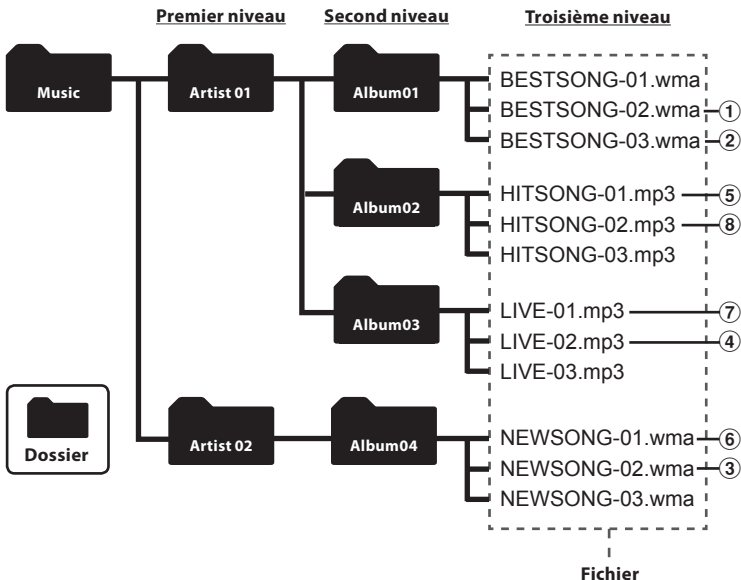 Premier niveau Second niveau Troisième niveau
Music Artist 01 Album01
BESTSONG-01.wma
BESTSONG-02.wma ①
BESTSONG-03.wma ②
Album02
HITSONG-01.mp3 ⑤
HITSONG-02.mp3 ⑧
HITSONG-03.mp3
Album03
LIVE-01.mp3 ⑦
LIVE-02.mp3 ④
LIVE-03.mp3
Dossier
Artist 02 Album04
NEWSONG-01.wma ⑥
NEWSONG-02.wma ③
NEWSONG-03.wma
Fichier